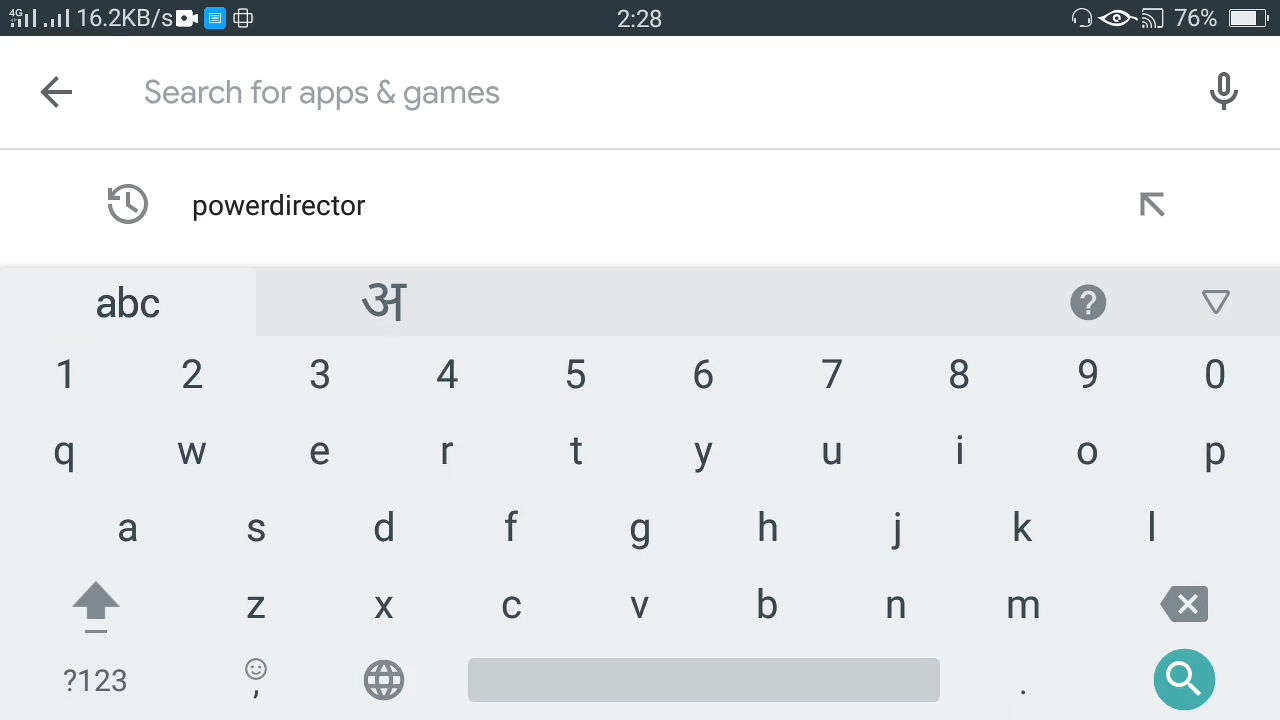 4G 16.2KB/s 2:28 76%
Search for apps & games
powerdirector
abc अ ?
1 2 3 4 5 6 7 8 9 0
q w e r t y u i o p
a s d f g h j k l
z x c v b n m
?123 , .